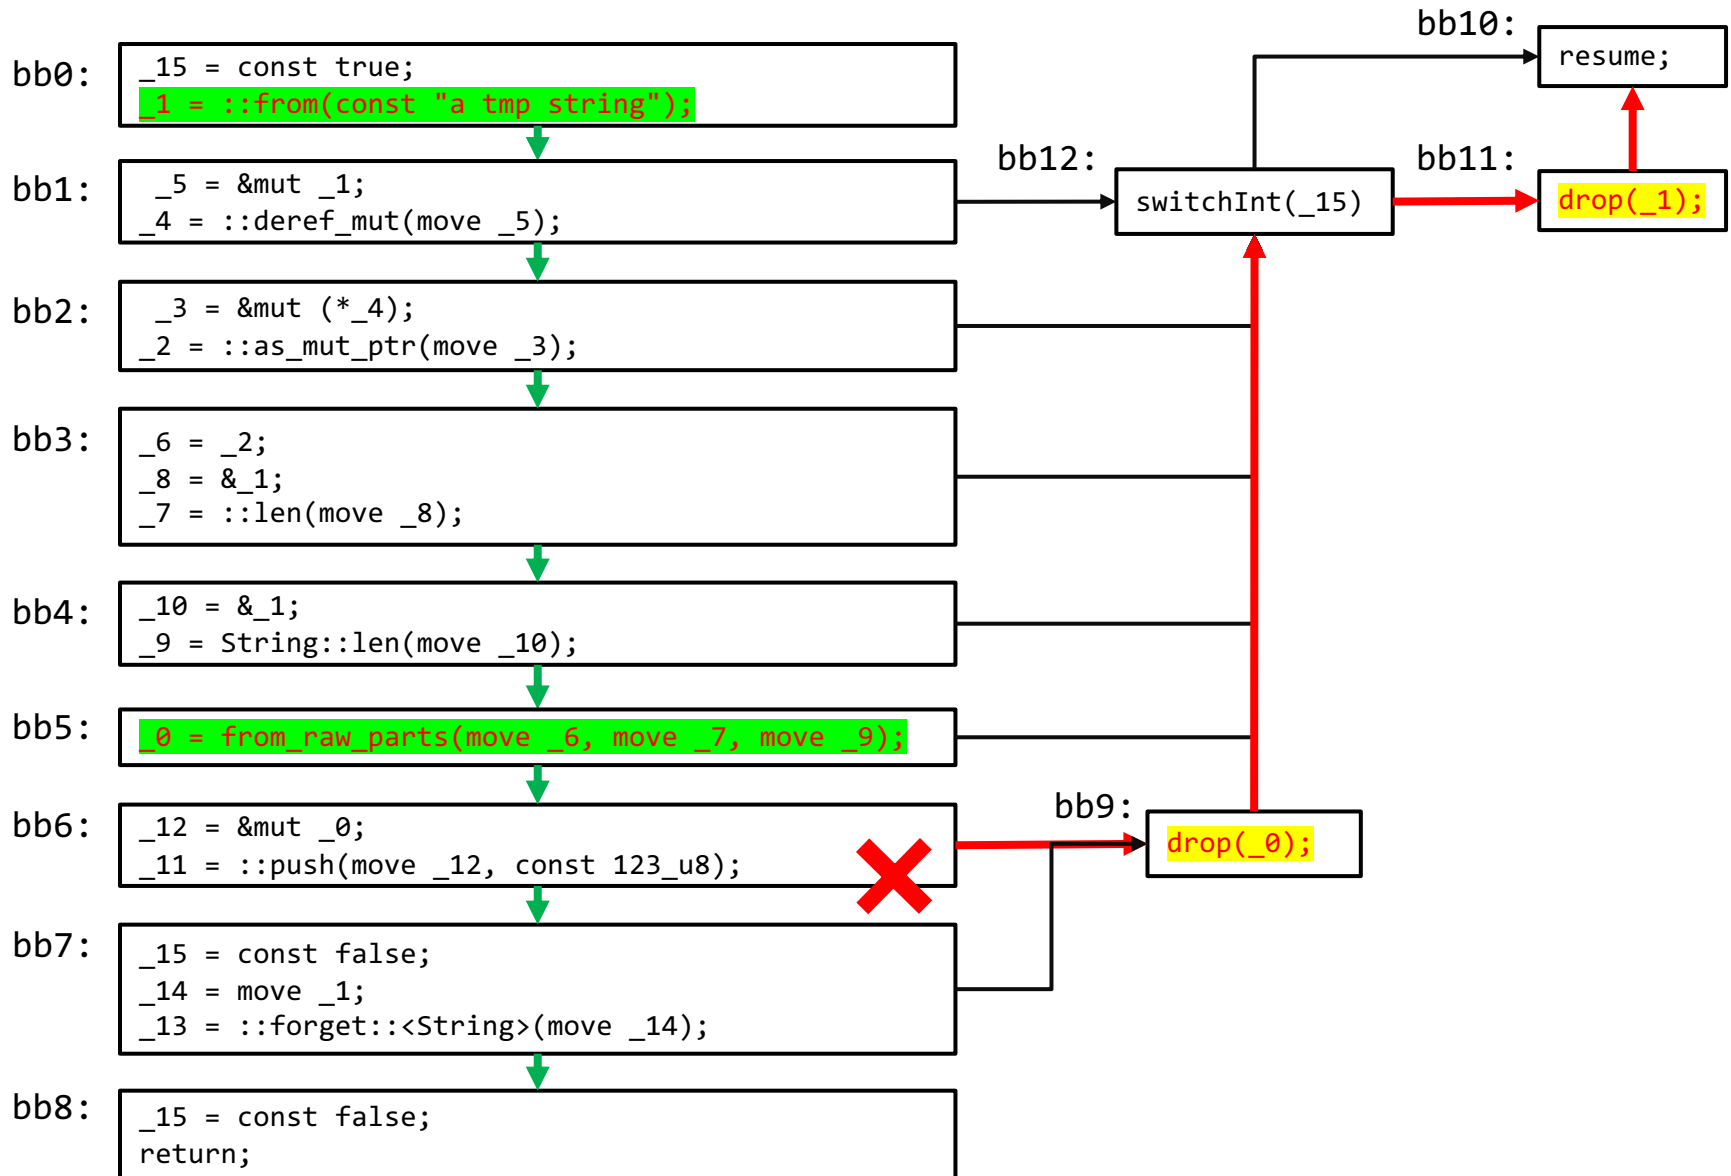 bb0:
_15 = const true;
_1 = ::from(const "a tmp string");
bb1:
_5 = &mut _1;
_4 = ::deref_mut(move _5);
bb2:
_3 = &mut (*_4);
_2 = ::as_mut_ptr(move _3);
bb3:
_6 = _2;
_8 = &_1;
_7 = ::len(move _8);
bb4:
_10 = &_1;
_9 = String::len(move _10);
bb5:
_0 = from_raw_parts(move _6, move _7, move _9);
bb6:
_12 = &mut _0;
_11 = ::push(move _12, const 123_u8);
bb7:
_15 = const false;
_14 = move _1;
_13 = ::forget::<String>(move _14);
bb8:
_15 = const false;
return;
bb9:
drop(_0);
bb12:
switchInt(_15)
bb11:
drop(_1);
bb10:
resume;